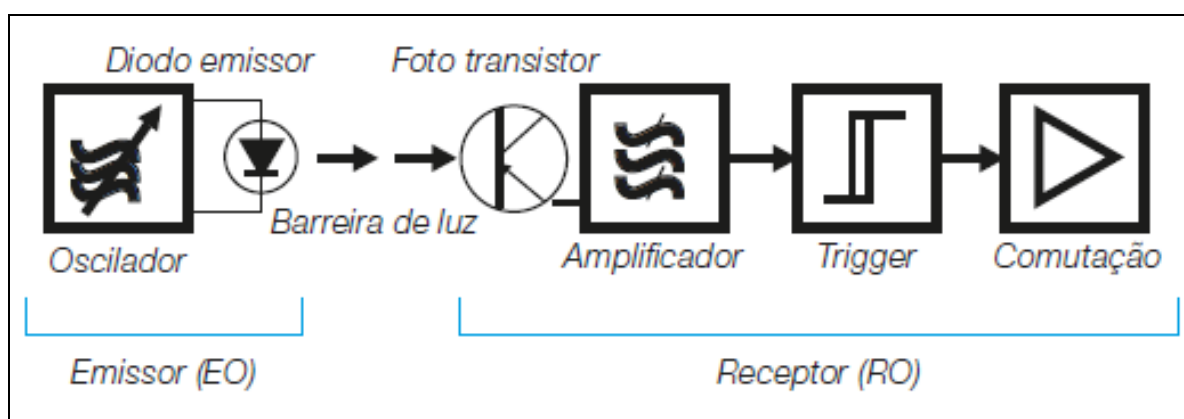 Diodo emissor
Foto transistor
Barreira de luz
Oscilador
Amplificador
Trigger
Comutação
Emissor (EO)
Receptor (RO)